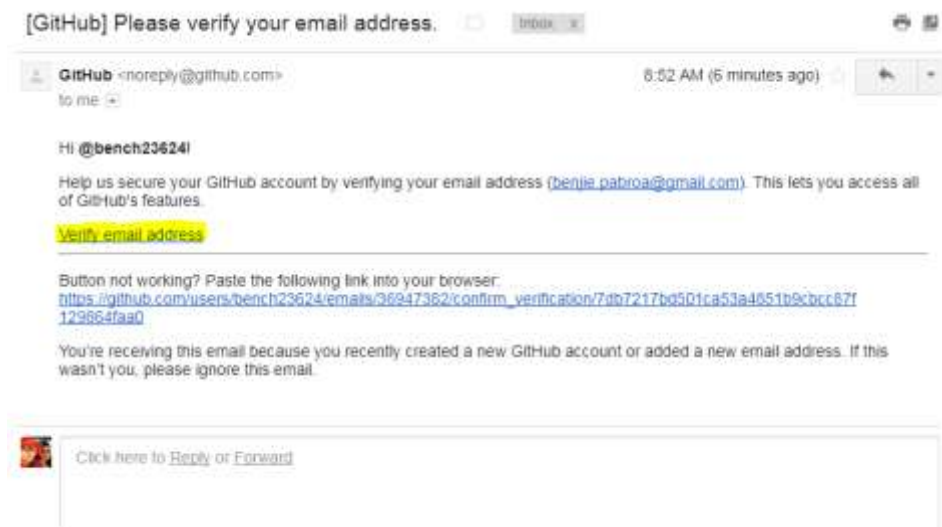 [GitHub] Please verify your email address.
Inbox x
GitHub <noreply@github.com>
8:52 AM (6 minutes ago)
to me
Hi @bench23624!
Help us secure your GitHub account by verifying your email address (benjie.pabroa@gmail.com). This lets you access all
of GitHub's features.
Verify email address
Button not working? Paste the following link into your browser:
https://github.com/users/bench23624/emails/36947362/confirm_verification/7db7217bd501ca53a4651b9cbcc87f
129864faa0
You're receiving this email because you recently created a new GitHub account or added a new email address. If this
wasn't you, please ignore this email.
Click here to Reply or Forward